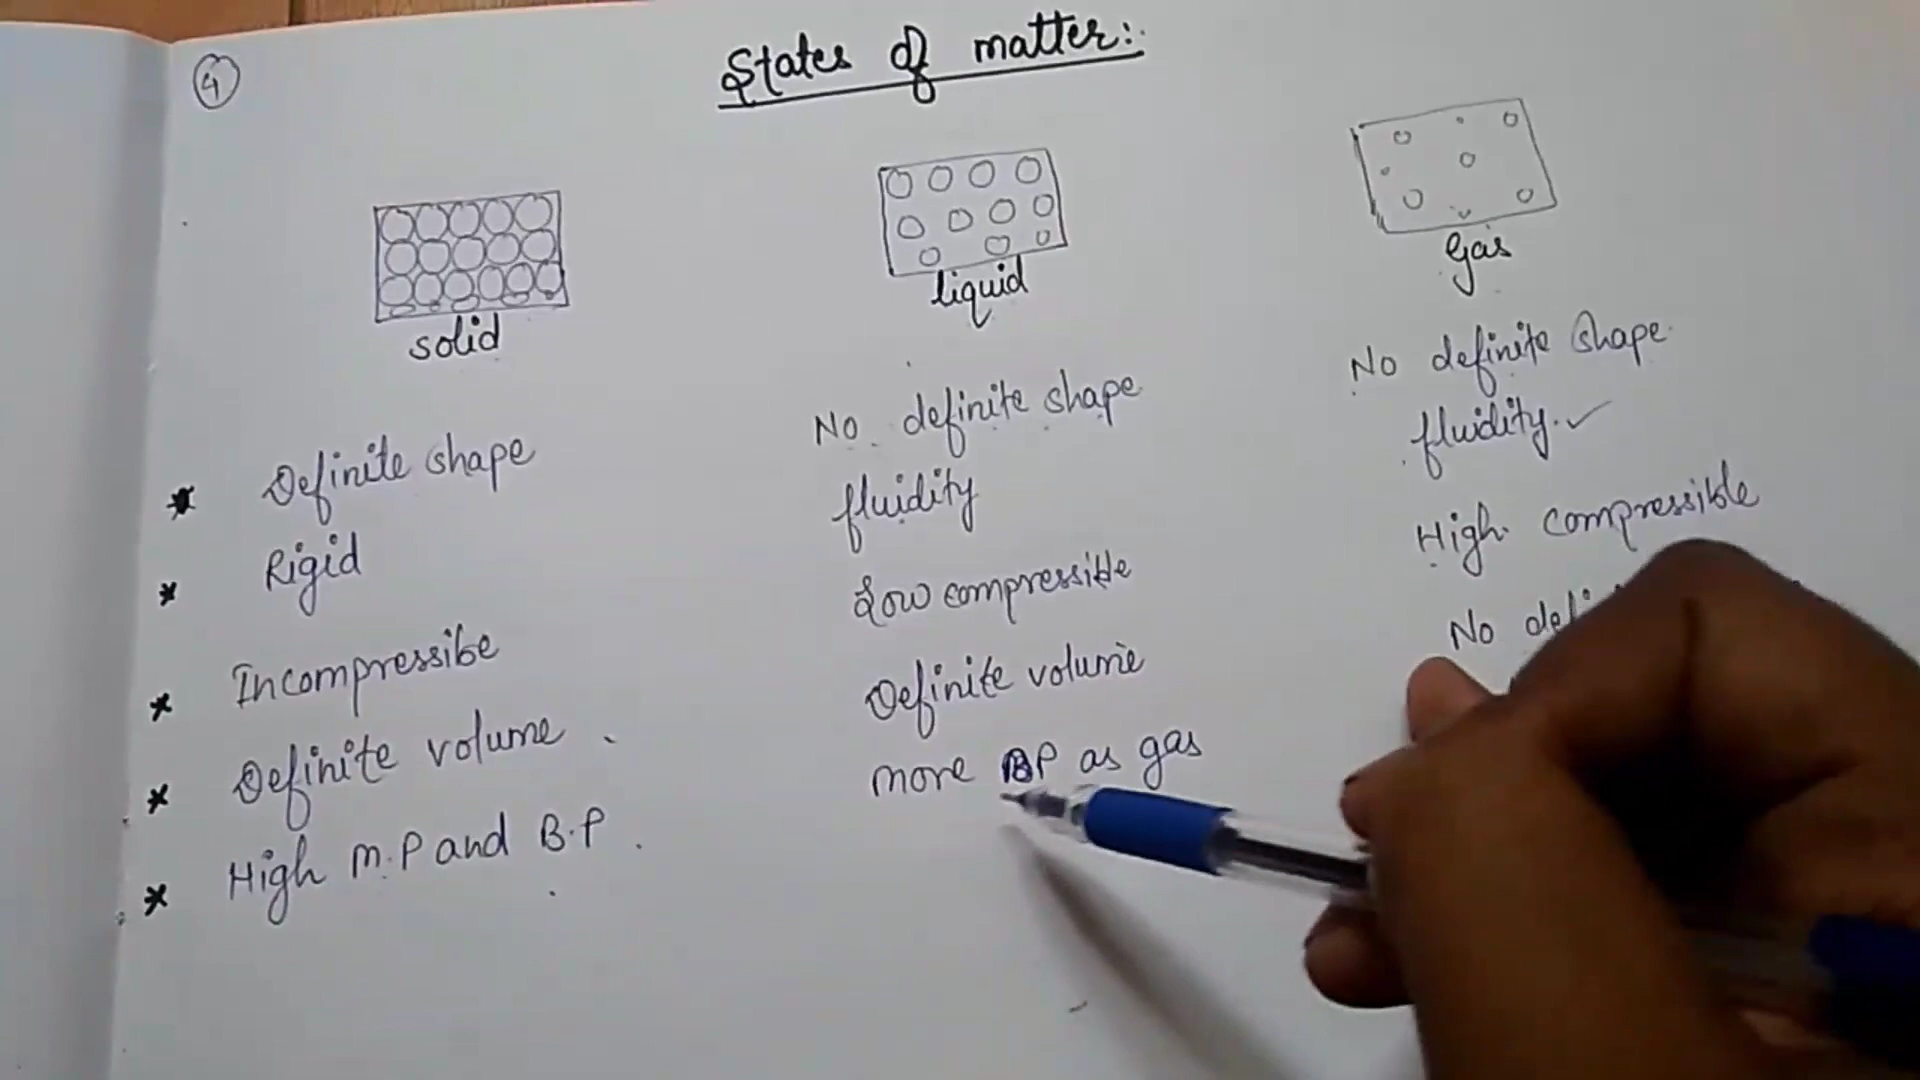 4
States of matter:
solid
liquid
gas
Definite shape
Rigid
Incompressibe
Definite volume
High M.P and B.P.
No definite shape
fluidity
Low compressible
Definite volume
more BP as gas
No definite shape
fluidity. ✓
High compressible
No